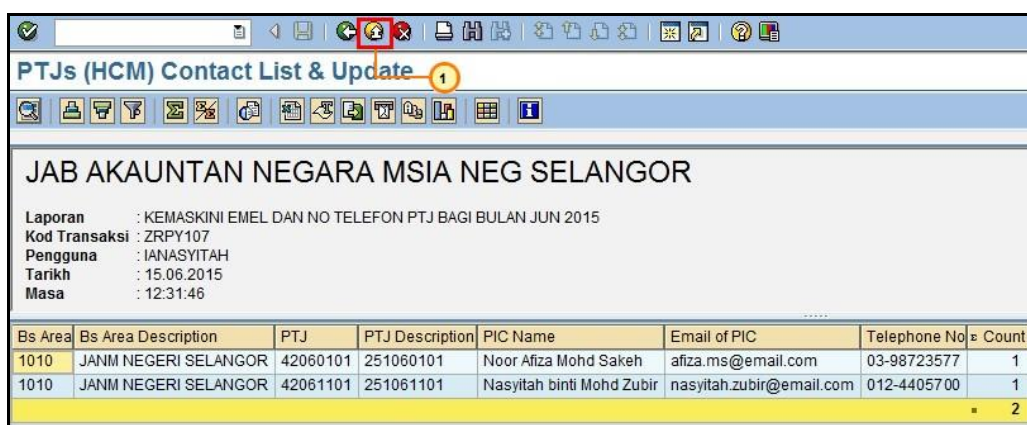 PTJs (HCM) Contact List & Update
1
JAB AKAUNTAN NEGARA MSIA NEG SELANGOR
Laporan : KEMASKINI EMEL DAN NO TELEFON PTJ BAGI BULAN JUN 2015
Kod Transaksi : ZRPY107
Pengguna : IANASYITAH
Tarikh : 15.06.2015
Masa : 12:31:46
Bs Area Bs Area Description PTJ PTJ Description PIC Name Email of PIC Telephone No Count
1010 JANM NEGERI SELANGOR 42060101 251060101 Noor Afiza Mohd Sakeh afiza.ms@email.com 03-98723577 1
1010 JANM NEGERI SELANGOR 42061101 251061101 Nasyitah binti Mohd Zubir nasyitah.zubir@email.com 012-4405700 1
2